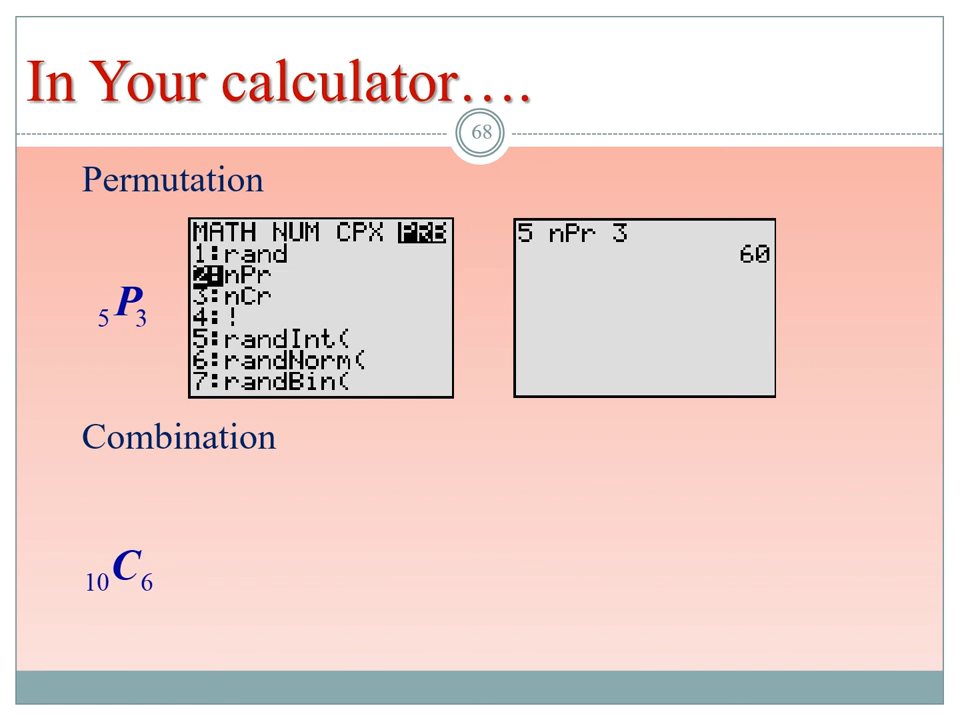 In Your calculator….
68
Permutation
MATH NUM CPX PRB
1:rand
2:nPr
3:nCr
4:!
5:randInt(
6:randNorm(
7:randBin(
5 nPr 3
60
5P3
Combination
10C6